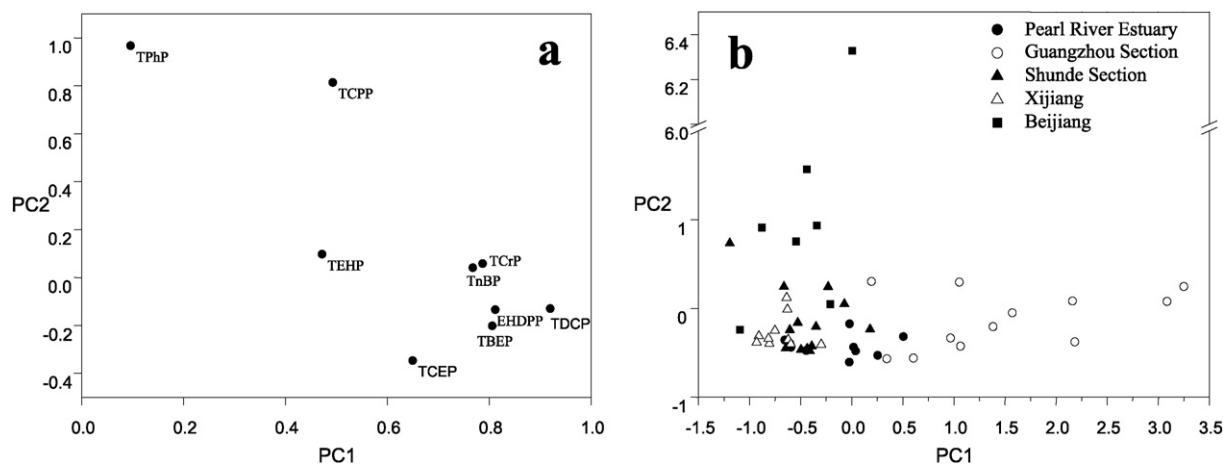 a
1.0
0.8
0.6
0.4
0.2
0.0
-0.2
-0.4
PC2
TPhP
TCPP
TEHP
TCrP
TnBP
EHDPP
TDCP
TBEP
TCEP
0.0 0.2 0.4 0.6 0.8 1.0
PC1
b
6.4
6.2
6.0
1
0
-1
PC2
Pearl River Estuary
Guangzhou Section
Shunde Section
Xijiang
Beijiang
-1.5 -1.0 -0.5 0.0 0.5 1.0 1.5 2.0 2.5 3.0 3.5
PC1